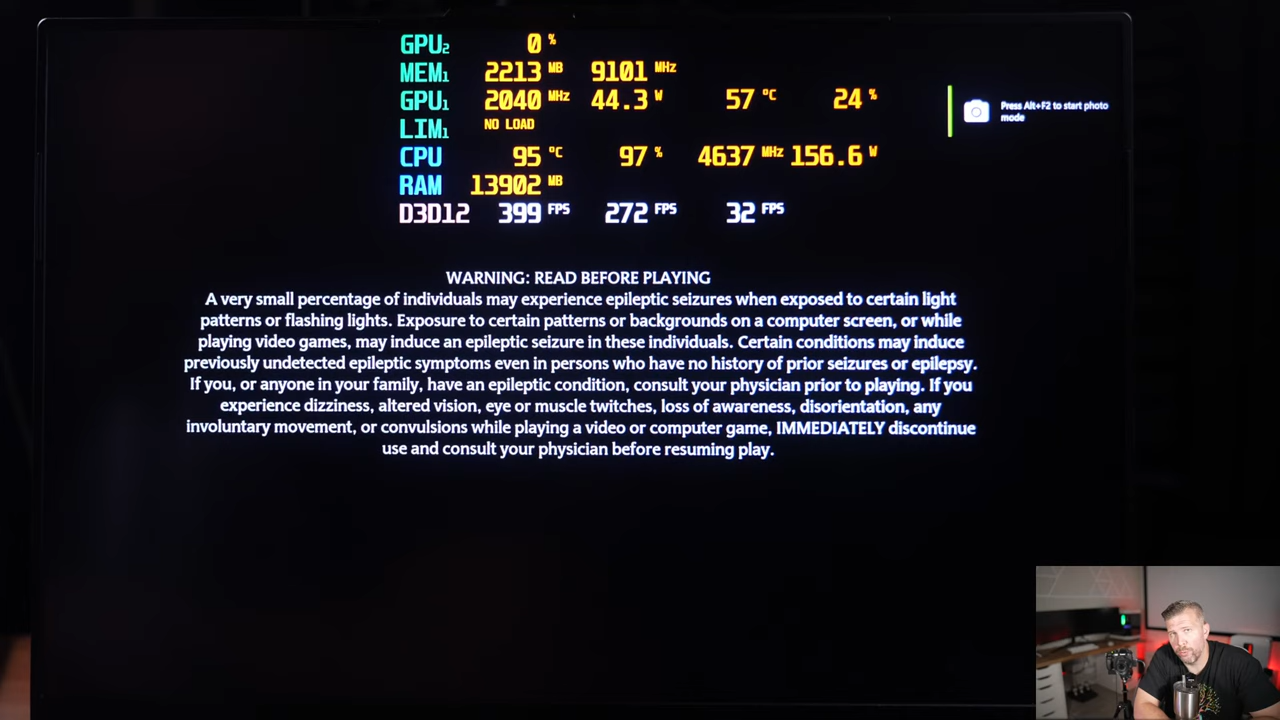 GPU2 0 %
MEM1 2213 MB 9101 MHz
GPU1 2040 MHz 44.3 W 57 °C 24 %
LIM1 NO LOAD
CPU 95 °C 97 % 4637 MHz 156.6 W
RAM 13902 MB
D3D12 399 FPS 272 FPS 32 FPS
Press Alt+F2 to start photo
mode
WARNING: READ BEFORE PLAYING
A very small percentage of individuals may experience epileptic seizures when exposed to certain light
patterns or flashing lights. Exposure to certain patterns or backgrounds on a computer screen, or while
playing video games, may induce an epileptic seizure in these individuals. Certain conditions may induce
previously undetected epileptic symptoms even in persons who have no history of prior seizures or epilepsy.
If you, or anyone in your family, have an epileptic condition, consult your physician prior to playing. If you
experience dizziness, altered vision, eye or muscle twitches, loss of awareness, disorientation, any
involuntary movement, or convulsions while playing a video or computer game, IMMEDIATELY discontinue
use and consult your physician before resuming play.